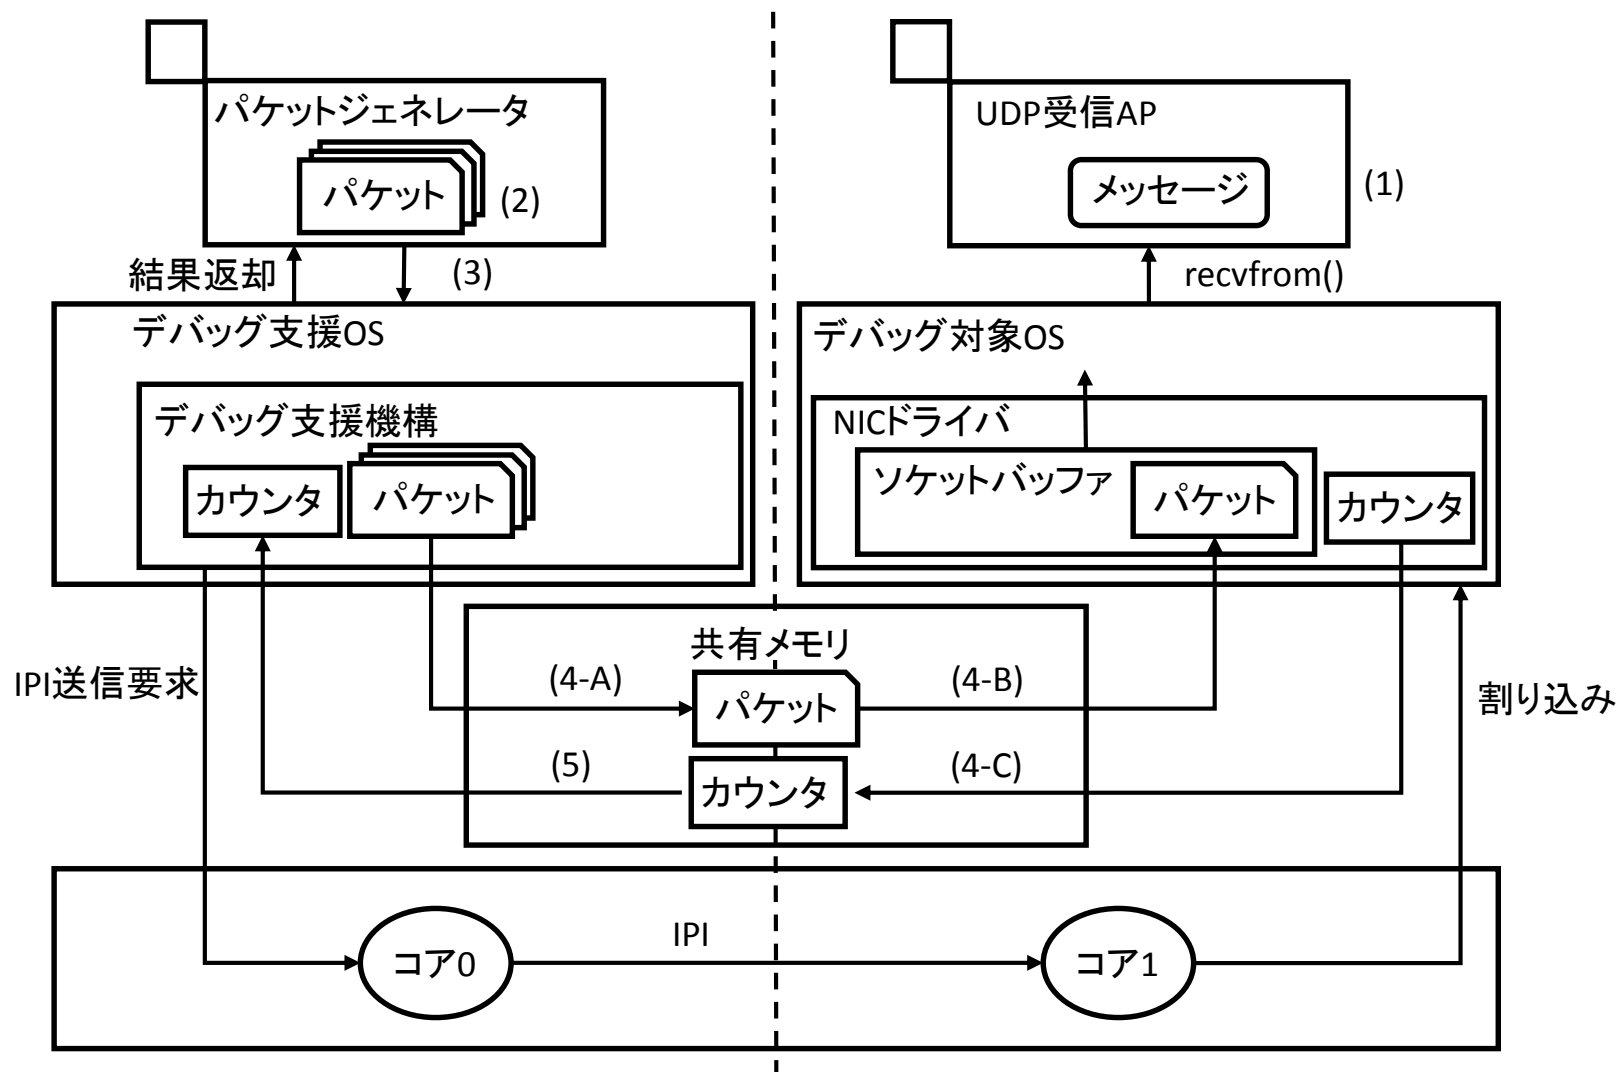 パケットジェネレータ
パケット
(2)
UDP受信AP
メッセージ
(1)
結果返却
(3)
recvfrom()
デバッグ支援OS
デバッグ支援機構
カウンタ
パケット
デバッグ対象OS
NICドライバ
ソケットバッファ
パケット
カウンタ
共有メモリ
IPI送信要求
(4-A)
パケット
(4-B)
割り込み
(5)
カウンタ
(4-C)
コア0
IPI
コア1